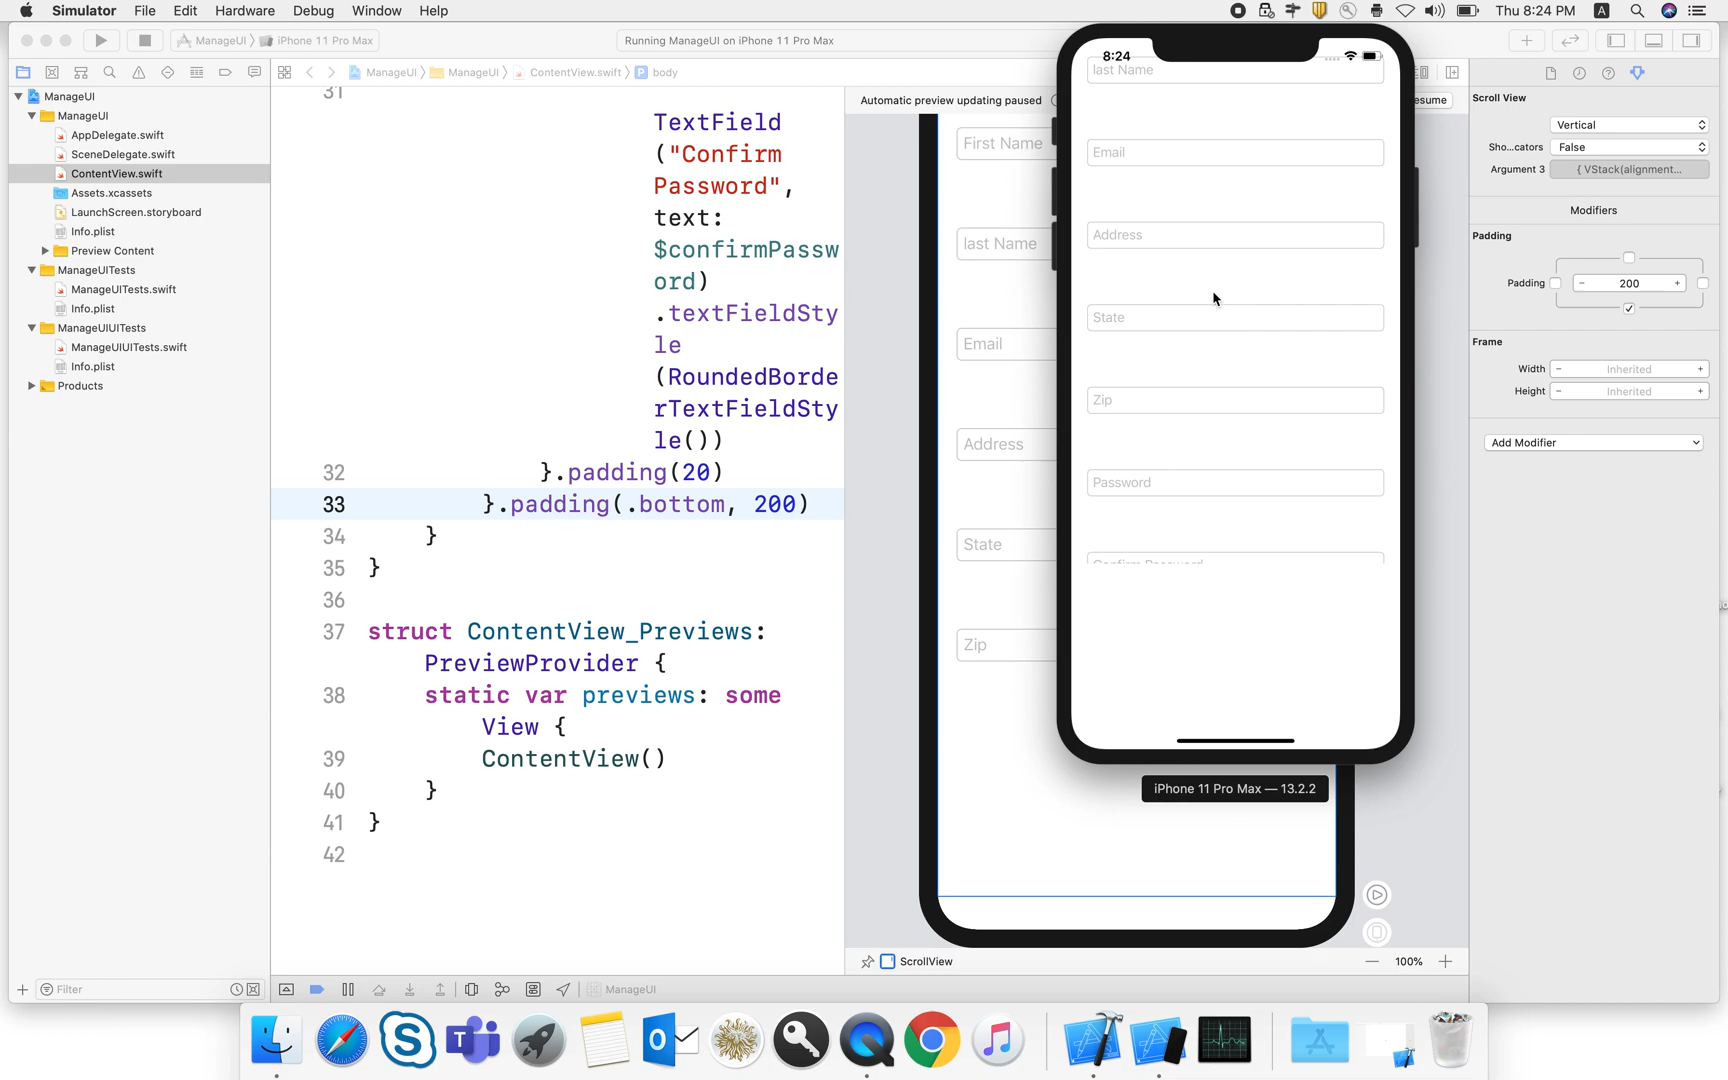 Simulator File Edit Hardware Debug Window Help
Thu 8:24 PM A
ManageUI iPhone 11 Pro Max
Running ManageUI on iPhone 11 Pro Max
ManageUI ManageUI ContentView.swift P body
ManageUI
ManageUI
AppDelegate.swift
SceneDelegate.swift
ContentView.swift
Assets.xcassets
LaunchScreen.storyboard
Info.plist
Preview Content
ManageUITests
ManageUITests.swift
Info.plist
ManageUIUITests
ManageUIUITests.swift
Info.plist
Products
Filter
31
TextField
("Confirm
Password",
text:
$confirmPassw
ord)
.textFieldSty
le
(RoundedBorde
rTextFieldSty
le())
32 }.padding(20)
33 }.padding(.bottom, 200)
34 }
35 }
36
37 struct ContentView_Previews:
PreviewProvider {
38 static var previews: some
View {
39 ContentView()
40 }
41 }
42
ManageUI
Automatic preview updating paused
esume
First Name
last Name
Email
Address
State
Zip
ScrollView
100%
8:24
last Name
Email
Address
State
Zip
Password
Confirm Password
iPhone 11 Pro Max — 13.2.2
Scroll View
Vertical
Sho...cators False
Argument 3 { VStack(alignment...
Modifiers
Padding
Padding − 200 +
Frame
Width − Inherited +
Height − Inherited +
Add Modifier